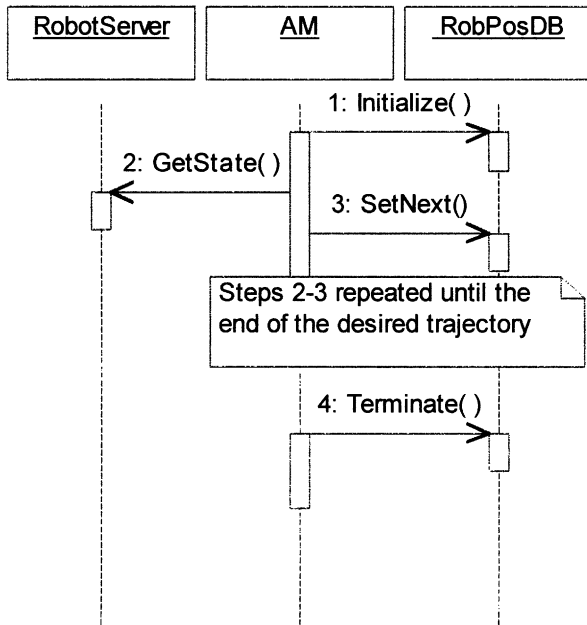 RobotServer
AM
RobPosDB
1: Initialize( )
2: GetState( )
3: SetNext()
Steps 2-3 repeated until the
end of the desired trajectory
4: Terminate( )